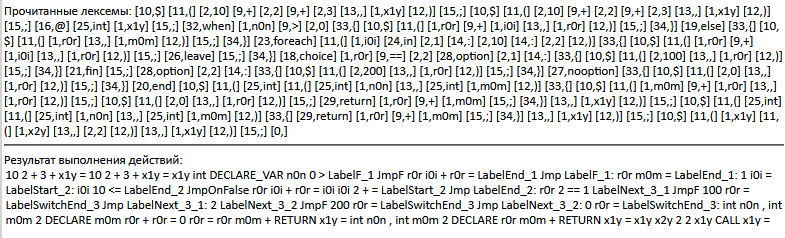 Прочитанные лексемы: [10,$] [11,(] [2,10] [9,+] [2,2] [9,+] [2,3] [13,,] [1,x1y] [12,)] [15,;] [10,$] [11,(] [2,10] [9,+] [2,2] [9,+] [2,3] [13,,] [1,x1y] [12,)]
[15,;] [16,@] [25,int] [1,x1y] [15,;] [32,when] [1,n0n] [9,>] [2,0] [33,{] [10,$] [11,(] [1,r0r] [9,+] [1,i0i] [13,,] [1,r0r] [12,)] [15,;] [34,}] [19,else] [33,{] [10,
$] [11,(] [1,r0r] [13,,] [1,m0m] [12,)] [15,;] [34,}] [23,foreach] [11,(] [1,i0i] [24,in] [2,1] [14,:] [2,10] [14,:] [2,2] [12,)] [33,{] [10,$] [11,(] [1,r0r] [9,+]
[1,i0i] [13,,] [1,r0r] [12,)] [15,;] [26,leave] [15,;] [34,}] [18,choice] [1,r0r] [9,==] [2,2] [28,option] [2,1] [14,:] [33,{] [10,$] [11,(] [2,100] [13,,] [1,r0r] [12,)]
[15,;] [34,}] [21,fin] [15,;] [28,option] [2,2] [14,:] [33,{] [10,$] [11,(] [2,200] [13,,] [1,r0r] [12,)] [15,;] [34,}] [27,nooption] [33,{] [10,$] [11,(] [2,0] [13,,]
[1,r0r] [12,)] [15,;] [34,}] [20,end] [10,$] [11,(] [25,int] [11,(] [25,int] [1,n0n] [13,,] [25,int] [1,m0m] [12,)] [33,{] [10,$] [11,(] [1,m0m] [9,+] [1,r0r] [13,,]
[1,r0r] [12,)] [15,;] [10,$] [11,(] [2,0] [13,,] [1,r0r] [12,)] [15,;] [29,return] [1,r0r] [9,+] [1,m0m] [15,;] [34,}] [13,,] [1,x1y] [12,)] [15,;] [10,$] [11,(] [25,int]
[11,(] [25,int] [1,n0n] [13,,] [25,int] [1,m0m] [12,)] [33,{] [29,return] [1,r0r] [9,+] [1,m0m] [15,;] [34,}] [13,,] [1,x1y] [12,)] [15,;] [10,$] [11,(] [1,x1y] [11,
(] [1,x2y] [13,,] [2,2] [12,)] [13,,] [1,x1y] [12,)] [15,;] [0,]
Результат выполнения действий:
10 2 + 3 + x1y = 10 2 + 3 + x1y = x1y int DECLARE_VAR n0n 0 > LabelF_1 JmpF r0r i0i + r0r = LabelEnd_1 Jmp LabelF_1: r0r m0m = LabelEnd_1: 1 i0i =
LabelStart_2: i0i 10 <= LabelEnd_2 JmpOnFalse r0r i0i + r0r = i0i i0i 2 + = LabelStart_2 Jmp LabelEnd_2: r0r 2 == 1 LabelNext_3_1 JmpF 100 r0r =
LabelSwitchEnd_3 Jmp LabelNext_3_1: 2 LabelNext_3_2 JmpF 200 r0r = LabelSwitchEnd_3 Jmp LabelNext_3_2: 0 r0r = LabelSwitchEnd_3: int n0n , int
m0m 2 DECLARE m0m r0r + r0r = 0 r0r = r0r m0m + RETURN x1y = int n0n , int m0m 2 DECLARE r0r m0m + RETURN x1y = x1y x2y 2 2 x1y CALL x1y =